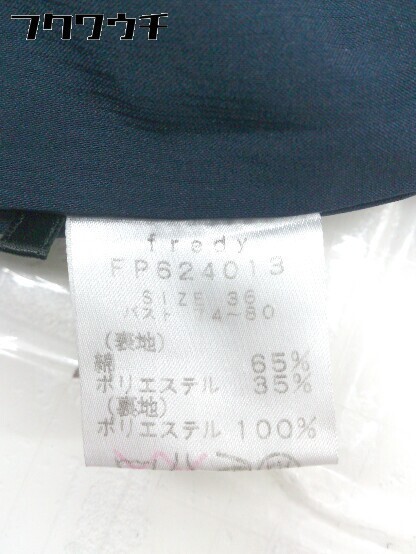 フクワウチ
fredy
FP624013
SIZE 36
バスト 74-80
(表地)
綿 65%
ポリエステル 35%
(裏地)
ポリエステル 100%